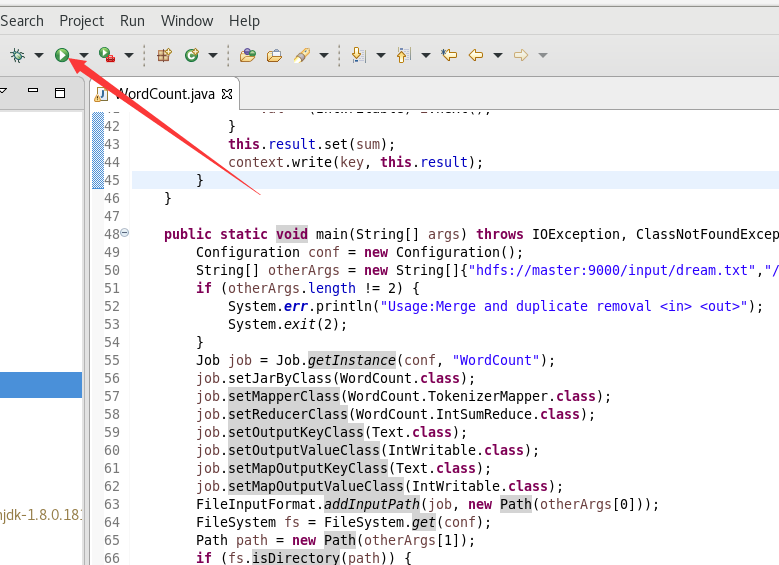 Search Project Run Window Help
WordCount.java
42 }
43 this.result.set(sum);
44 context.write(key, this.result);
45 }
46 }
47
48 public static void main(String[] args) throws IOException, ClassNotFoundExcep
49 Configuration conf = new Configuration();
50 String[] otherArgs = new String[]{"hdfs://master:9000/input/dream.txt","/
51 if (otherArgs.length != 2) {
52 System.err.println("Usage:Merge and duplicate removal <in> <out>");
53 System.exit(2);
54 }
55 Job job = Job.getInstance(conf, "WordCount");
56 job.setJarByClass(WordCount.class);
57 job.setMapperClass(WordCount.TokenizerMapper.class);
58 job.setReducerClass(WordCount.IntSumReduce.class);
59 job.setOutputKeyClass(Text.class);
60 job.setOutputValueClass(IntWritable.class);
61 job.setMapOutputKeyClass(Text.class);
62 job.setMapOutputValueClass(IntWritable.class);
63 FileInputFormat.addInputPath(job, new Path(otherArgs[0]));
njdk-1.8.0.181
64 FileSystem fs = FileSystem.get(conf);
65 Path path = new Path(otherArgs[1]);
66 if (fs.isDirectory(path)) {